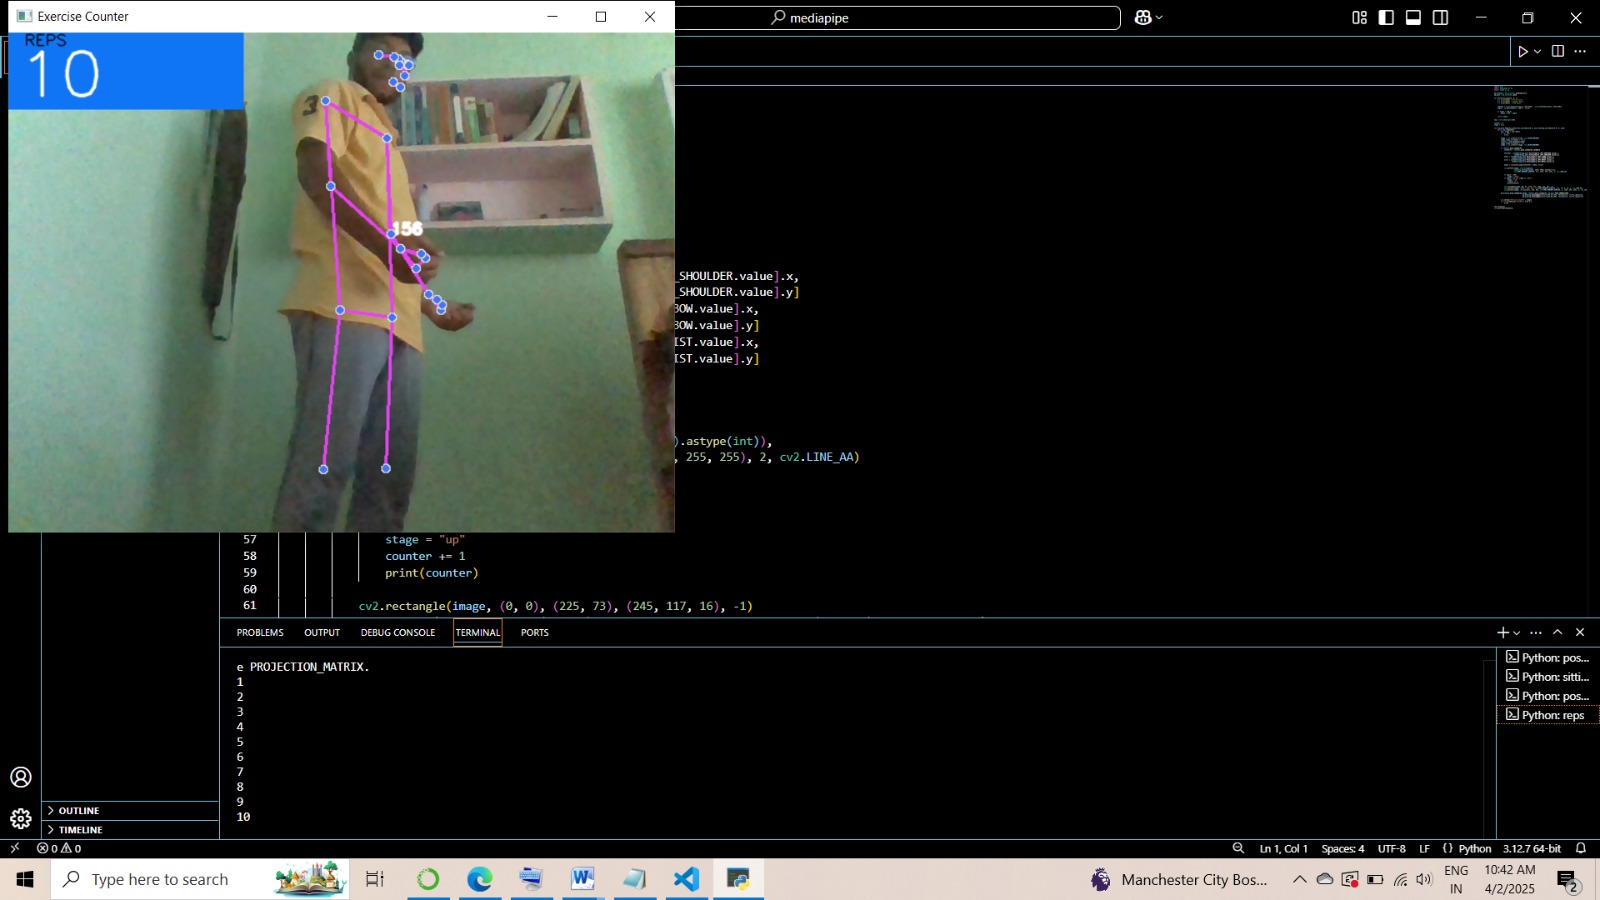 Exercise Counter
mediapipe
REPS
10
3
156
_SHOULDER.value].x,
_SHOULDER.value].y]
BOW.value].x,
BOW.value].y]
IST.value].x,
IST.value].y]
).astype(int)),
, 255, 255), 2, cv2.LINE_AA)
57 stage = "up"
58 counter += 1
59 print(counter)
60
61 cv2.rectangle(image, (0, 0), (225, 73), (245, 117, 16), -1)
PROBLEMS OUTPUT DEBUG CONSOLE TERMINAL PORTS
e PROJECTION_MATRIX.
1
2
3
4
5
6
7
8
9
10
Python: pos...
Python: sitti...
Python: pos...
Python: reps
OUTLINE
TIMELINE
0 0
Ln 1, Col 1 Spaces: 4 UTF-8 LF {} Python 3.12.7 64-bit
Type here to search
Manchester City Bos...
ENG
IN
10:42 AM
4/2/2025
2